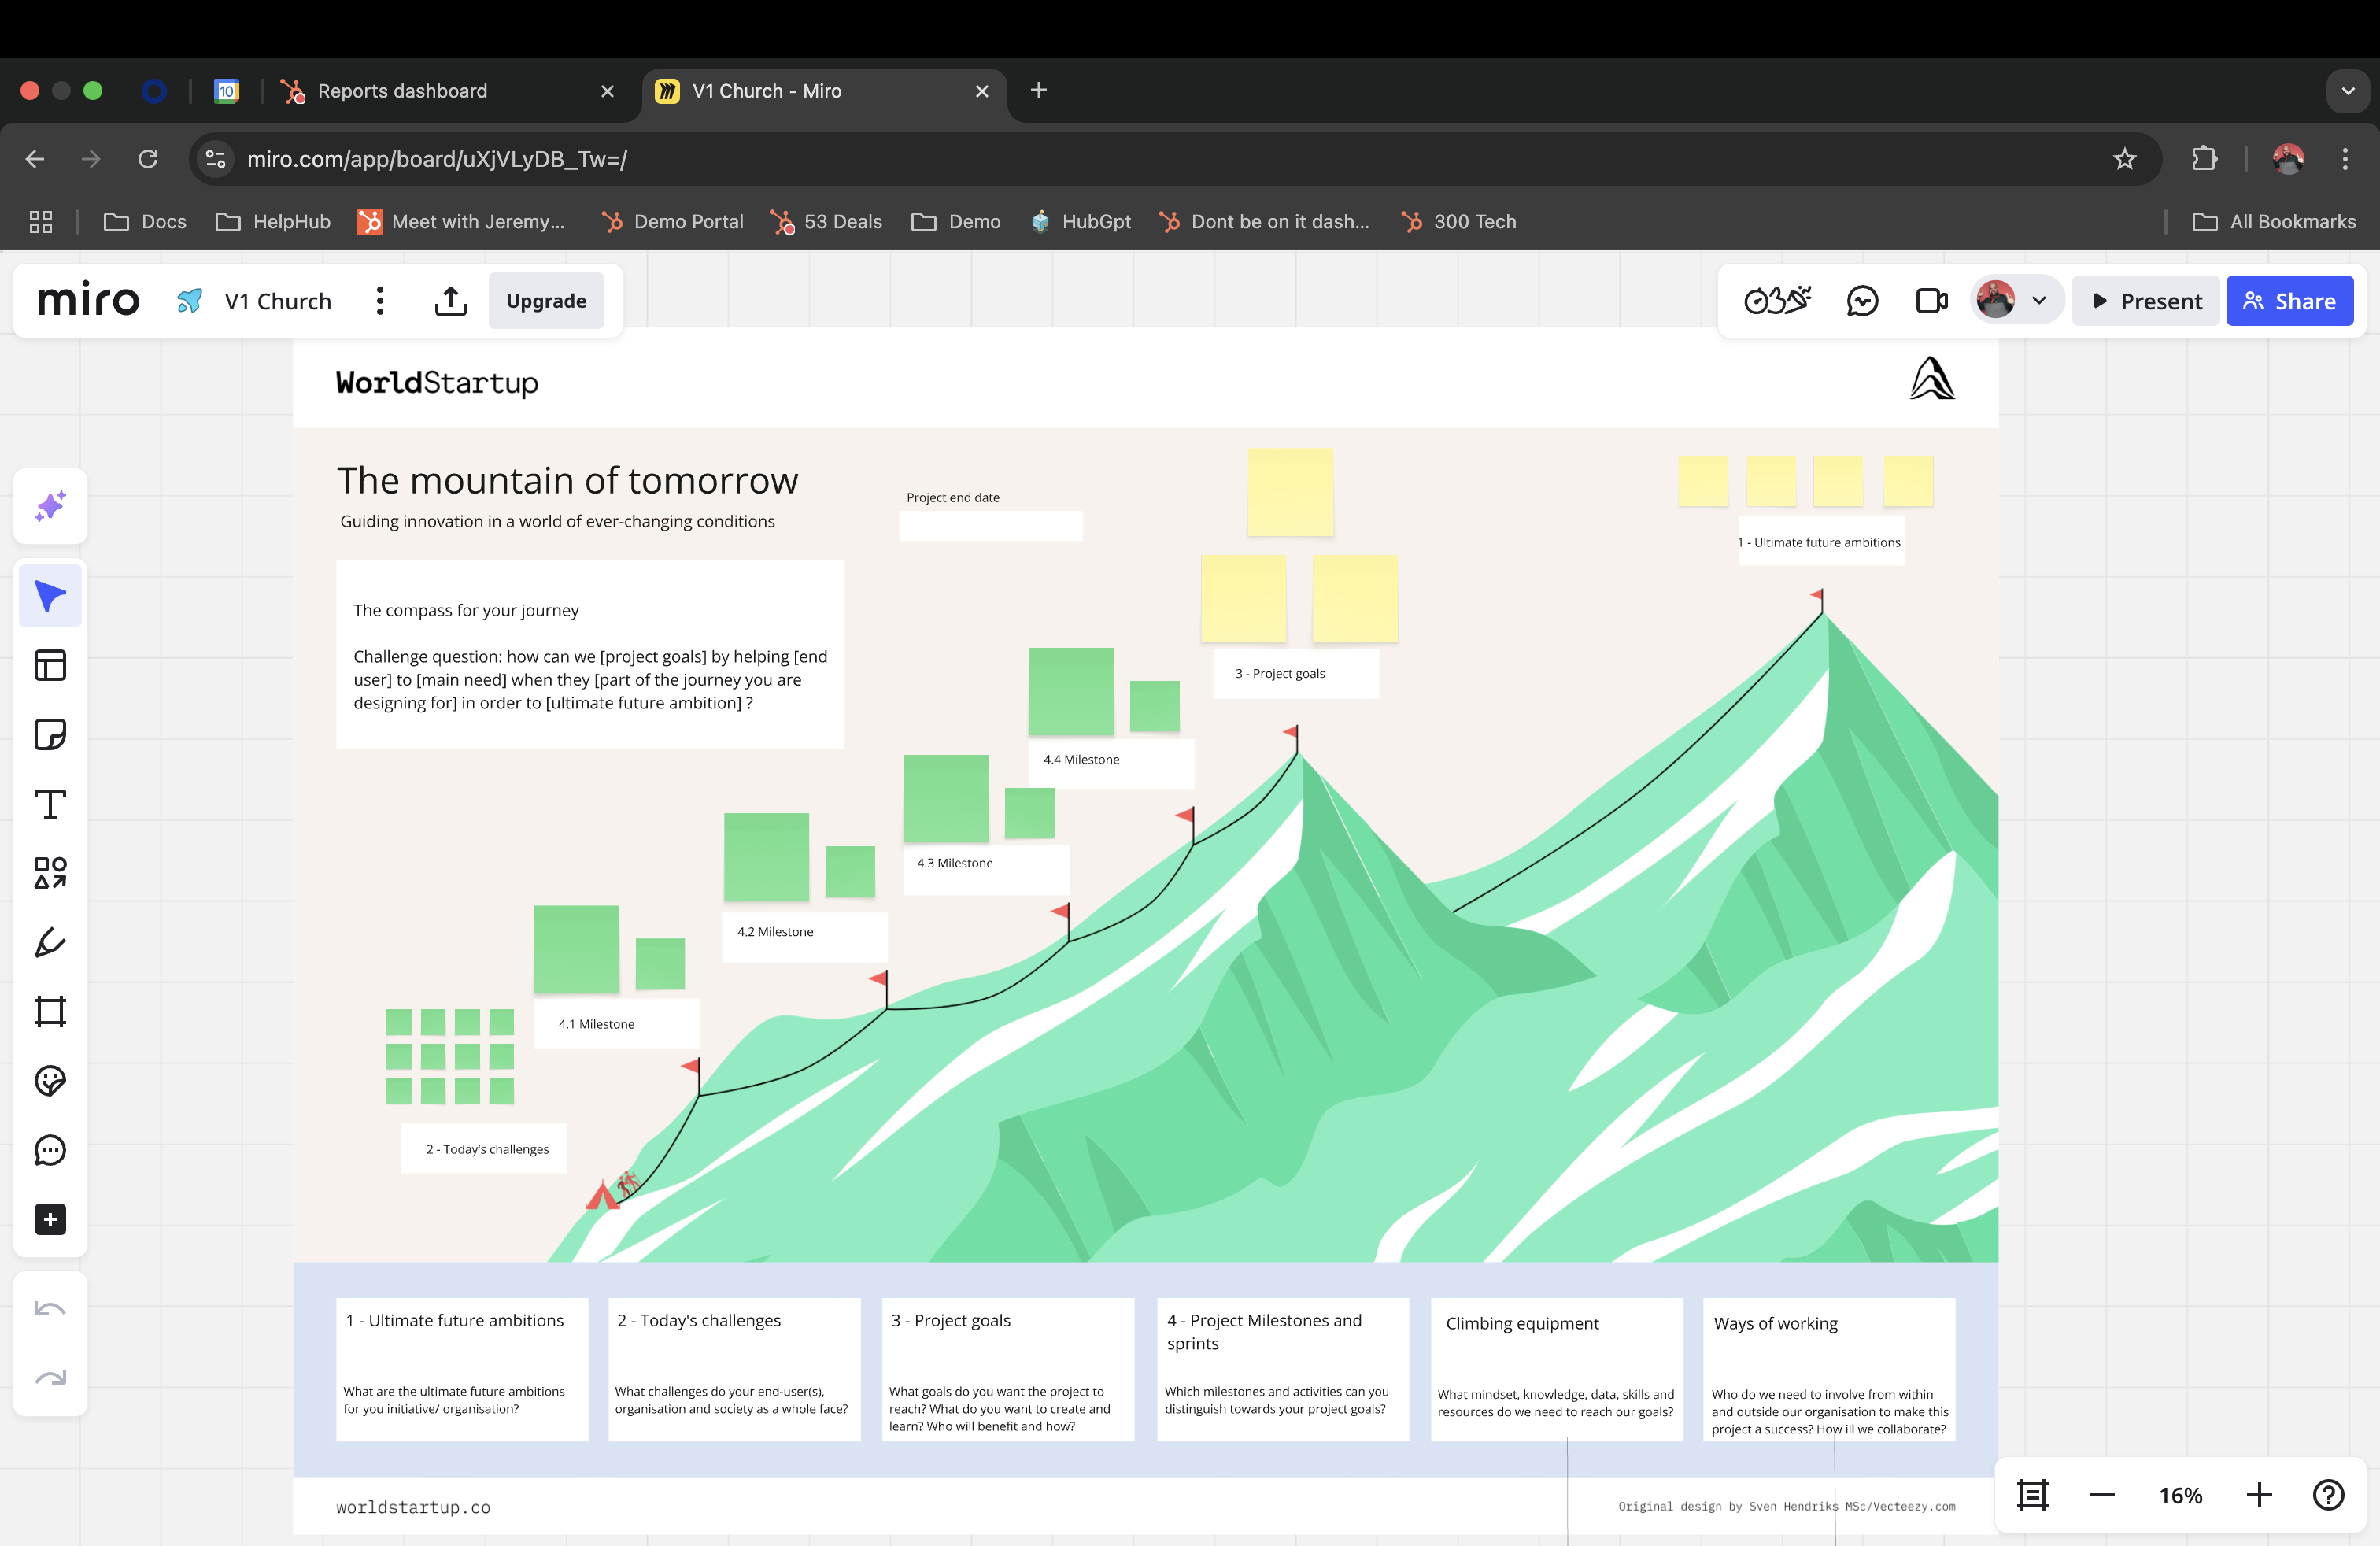 10
Reports dashboard
V1 Church - Miro
miro.com/app/board/uXjVLyDB_Tw=/
Docs
HelpHub
Meet with Jeremy...
Demo Portal
53 Deals
Demo
HubGpt
Dont be on it dash...
300 Tech
All Bookmarks
miro
V1 Church
Upgrade
Present
Share
WorldStartup
The mountain of tomorrow
Guiding innovation in a world of ever-changing conditions
Project end date
1 - Ultimate future ambitions
The compass for your journey
Challenge question: how can we [project goals] by helping [end
user] to [main need] when they [part of the journey you are
designing for] in order to [ultimate future ambition] ?
3 - Project goals
4.4 Milestone
4.3 Milestone
4.2 Milestone
4.1 Milestone
2 - Today's challenges
1 - Ultimate future ambitions
What are the ultimate future ambitions
for you initiative/ organisation?
2 - Today's challenges
What challenges do your end-user(s),
organisation and society as a whole face?
3 - Project goals
What goals do you want the project to
reach? What do you want to create and
learn? Who will benefit and how?
4 - Project Milestones and
sprints
Which milestones and activities can you
distinguish towards your project goals?
Climbing equipment
What mindset, knowledge, data, skills and
resources do we need to reach our goals?
Ways of working
Who do we need to involve from within
and outside our organisation to make this
project a success? How ill we collaborate?
worldstartup.co
Original design by Sven Hendriks MSc/Vecteezy.com
16%